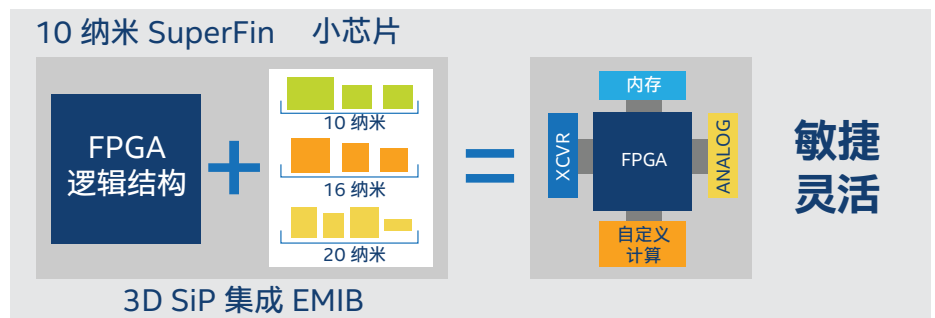 10 纳米 SuperFin 小芯片
FPGA
逻辑结构
10 纳米
16 纳米
20 纳米
内存
XCVR
FPGA
ANALOG
自定义
计算
敏捷
灵活
3D SiP 集成 EMIB